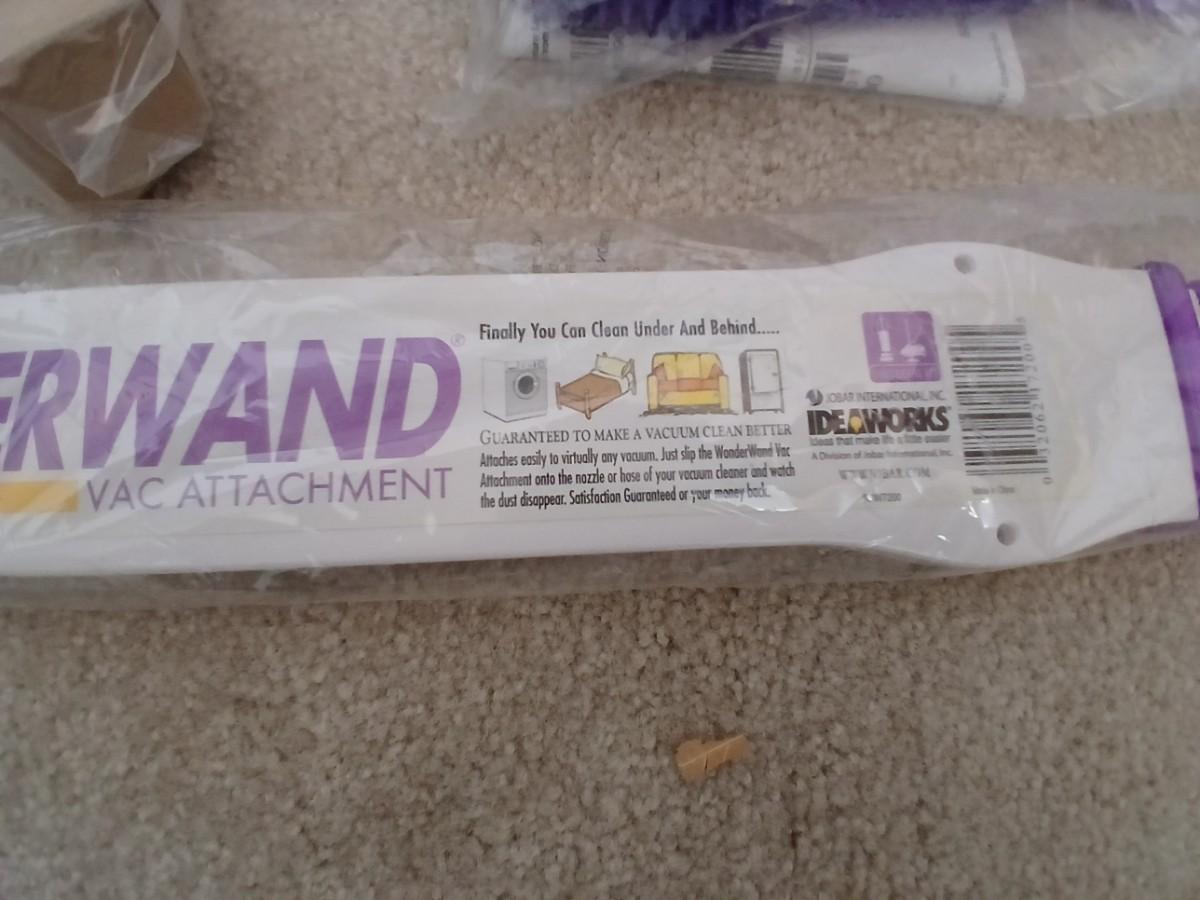 ERWAND®
VAC ATTACHMENT
Finally You Can Clean Under And Behind.....
GUARANTEED TO MAKE A VACUUM CLEAN BETTER
Attaches easily to virtually any vacuum. Just slip the WonderWand Vac
Attachment onto the nozzle or hose of your vacuum cleaner and watch
the dust disappear. Satisfaction Guaranteed or your money back.
JOBAR INTERNATIONAL, INC.
IDEAWORKS
Ideas that make life a little easier
A Division of Jobar International, Inc.
Made in China